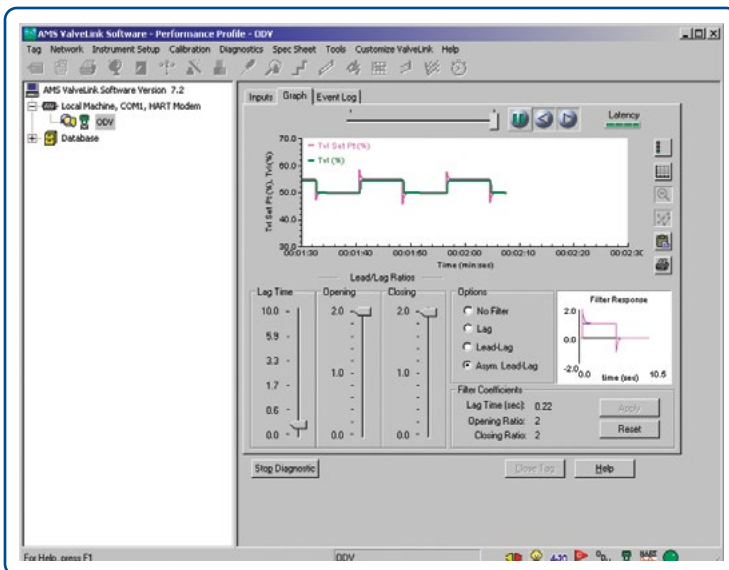 AMS ValveLink Software - Performance Profile - ODV
Tag Network Instrument Setup Calibration Diagnostics Spec Sheet Tools Customize ValveLink Help
AMS ValveLink Software Version 7.2
Local Machine, COM1, HART Modem
ODV
Database
Inputs Graph Event Log
Latency
70.0
60.0
50.0
40.0
30.0
Tvl Set Pt(%), Tvl(%)
Tvl Set Pt(%)
Tvl (%)
00:01:30 00:01:40 00:01:50 00:02:00 00:02:10 00:02:20 00:02:30
Time (min:sec)
Lead/Lag Ratios
Lag Time
10.0
5.9
3.3
1.7
0.6
0.0
Opening
2.0
1.0
0.0
Closing
2.0
1.0
0.0
Options
No Filter
Lag
Lead-Lag
Asym. Lead-Lag
Filter Response
2.0
0.0
-2.0
0.0 time (sec) 10.5
Filter Coefficients
Lag Time (sec): 0.22
Opening Ratio: 2
Closing Ratio: 2
Apply
Reset
Stop Diagnostic
Close Tag
Help
For Help, press F1
ODV
4-20
HART